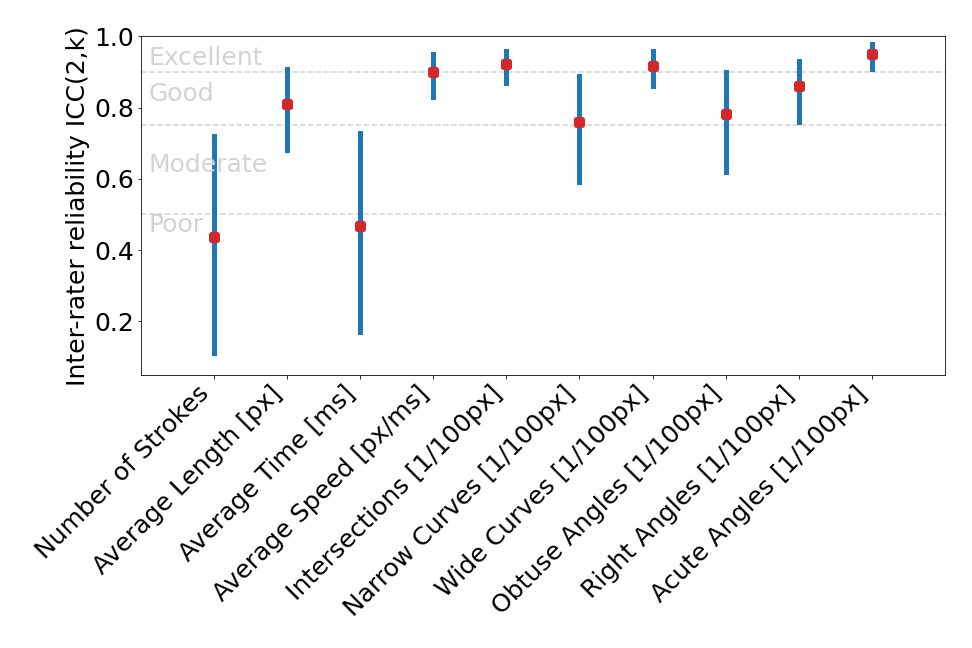 Inter-rater reliability ICC(2,k)
1.0
0.8
0.6
0.4
0.2
Excellent
Good
Moderate
Poor
Number of Strokes
Average Length [px]
Average Time [ms]
Average Speed [px/ms]
Intersections [1/100px]
Narrow Curves [1/100px]
Wide Curves [1/100px]
Obtuse Angles [1/100px]
Right Angles [1/100px]
Acute Angles [1/100px]